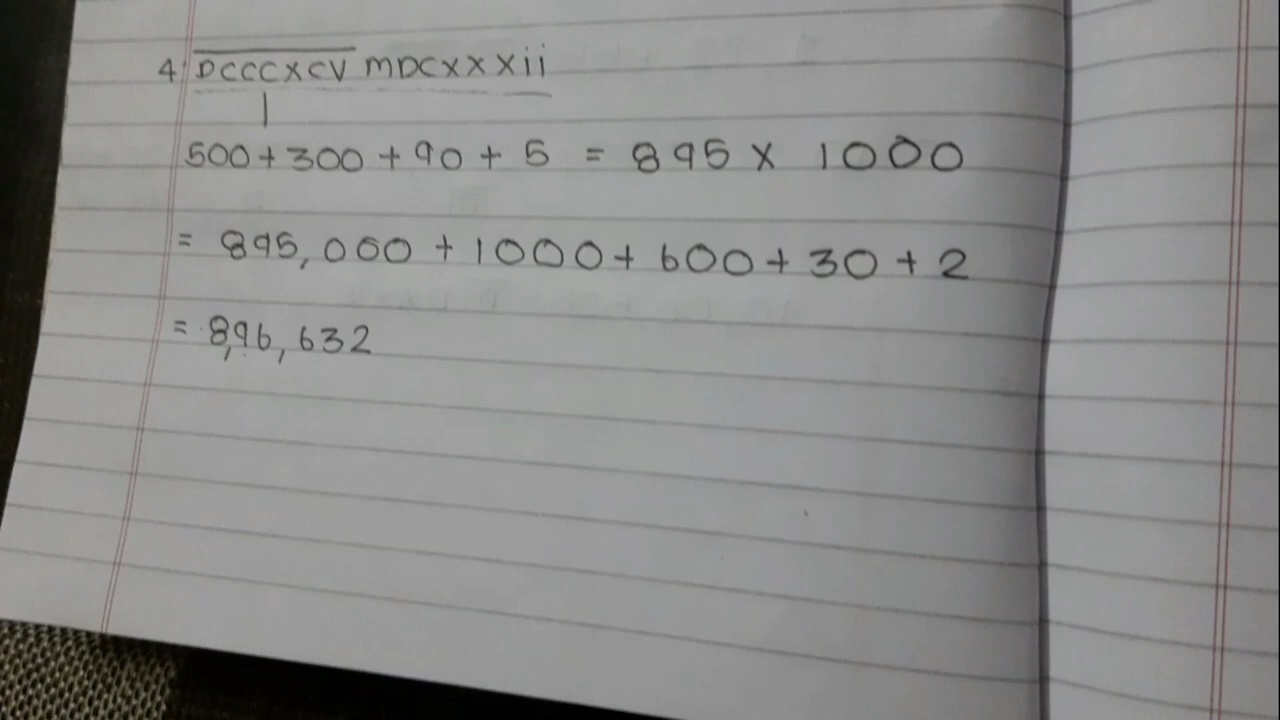 4 DCCCXCV MDCXXXii
500 + 300 + 90 + 5 = 895 x 1000
= 895,000 + 1000 + 600 + 30 + 2
= 8,96,632